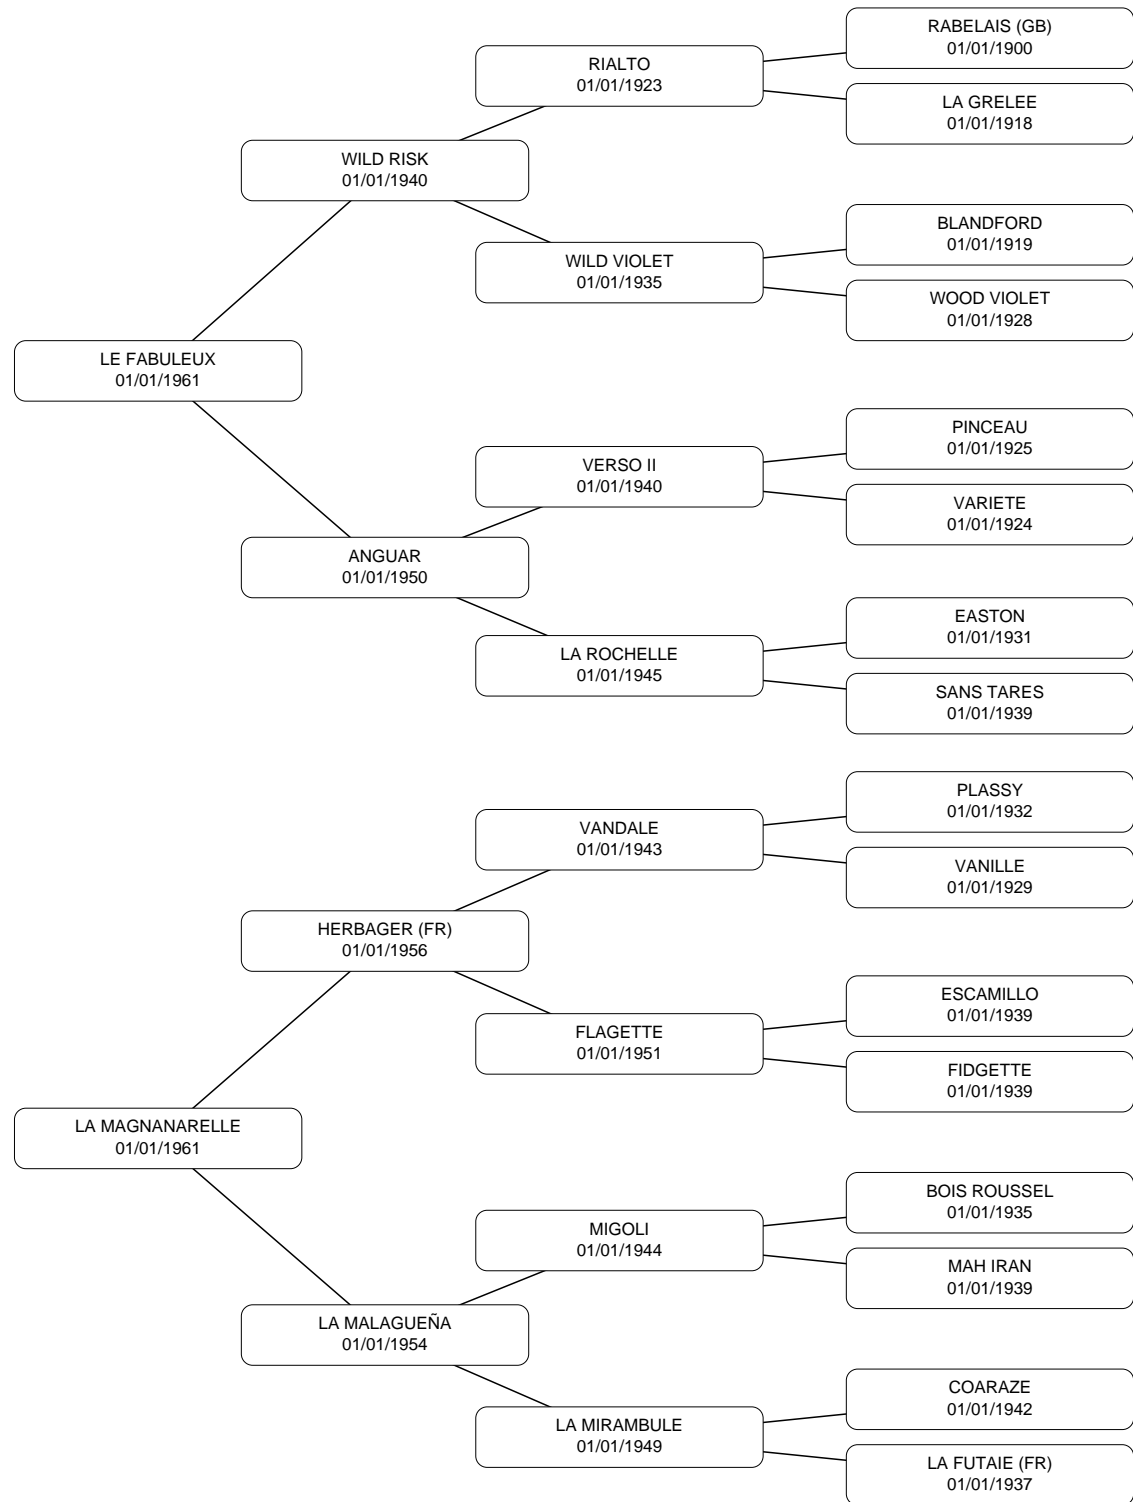 RABELAIS (GB)
01/01/1900
RIALTO
01/01/1923
LA GRELEE
01/01/1918
WILD RISK
01/01/1940
BLANDFORD
01/01/1919
WILD VIOLET
01/01/1935
WOOD VIOLET
01/01/1928
LE FABULEUX
01/01/1961
PINCEAU
01/01/1925
VERSO II
01/01/1940
VARIETE
01/01/1924
ANGUAR
01/01/1950
EASTON
01/01/1931
LA ROCHELLE
01/01/1945
SANS TARES
01/01/1939
PLASSY
01/01/1932
VANDALE
01/01/1943
VANILLE
01/01/1929
HERBAGER (FR)
01/01/1956
ESCAMILLO
01/01/1939
FLAGETTE
01/01/1951
FIDGETTE
01/01/1939
LA MAGNANARELLE
01/01/1961
BOIS ROUSSEL
01/01/1935
MIGOLI
01/01/1944
MAH IRAN
01/01/1939
LA MALAGUEÑA
01/01/1954
COARAZE
01/01/1942
LA MIRAMBULE
01/01/1949
LA FUTAIE (FR)
01/01/1937